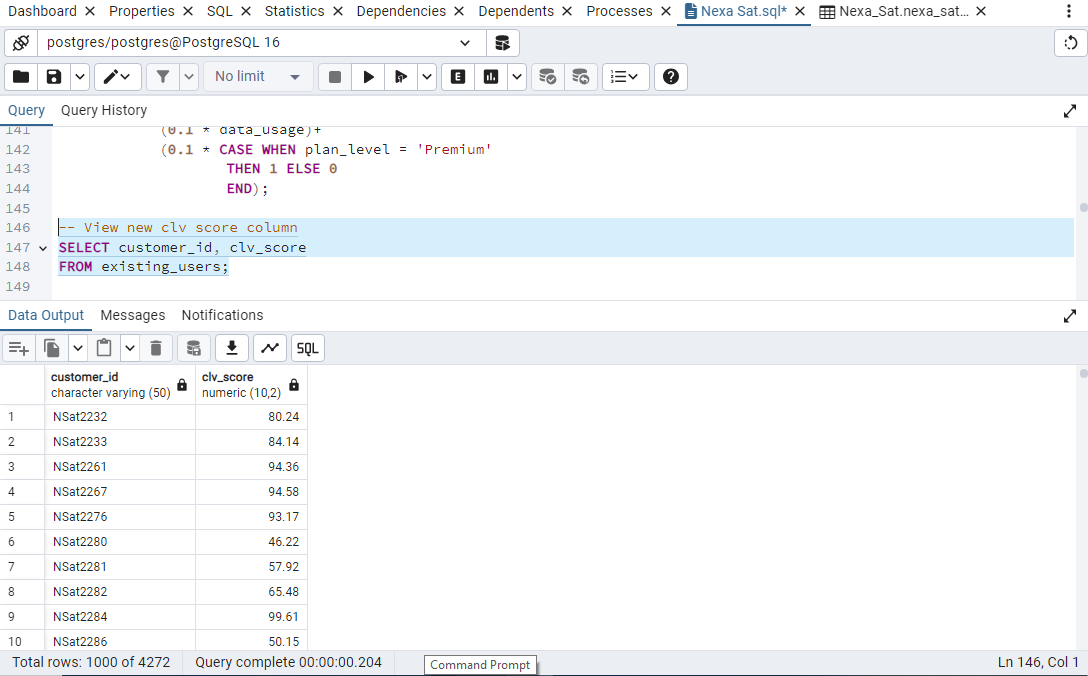 Dashboard Properties SQL Statistics Dependencies Dependents Processes Nexa Sat.sql* Nexa_Sat.nexa_sat...
postgres/postgres@PostgreSQL 16
No limit E SQL
Query Query History
141 (0.1 * data_usage)+
142 (0.1 * CASE WHEN plan_level = 'Premium'
143 THEN 1 ELSE 0
144 END);
145
146 -- View new clv score column
147 SELECT customer_id, clv_score
148 FROM existing_users;
149
Data Output Messages Notifications
SQL
customer_id clv_score
character varying (50) numeric (10,2)
1 NSat2232 80.24
2 NSat2233 84.14
3 NSat2261 94.36
4 NSat2267 94.58
5 NSat2276 93.17
6 NSat2280 46.22
7 NSat2281 57.92
8 NSat2282 65.48
9 NSat2284 99.61
10 NSat2286 50.15
Total rows: 1000 of 4272 Query complete 00:00:00.204 Command Prompt Ln 146, Col 1